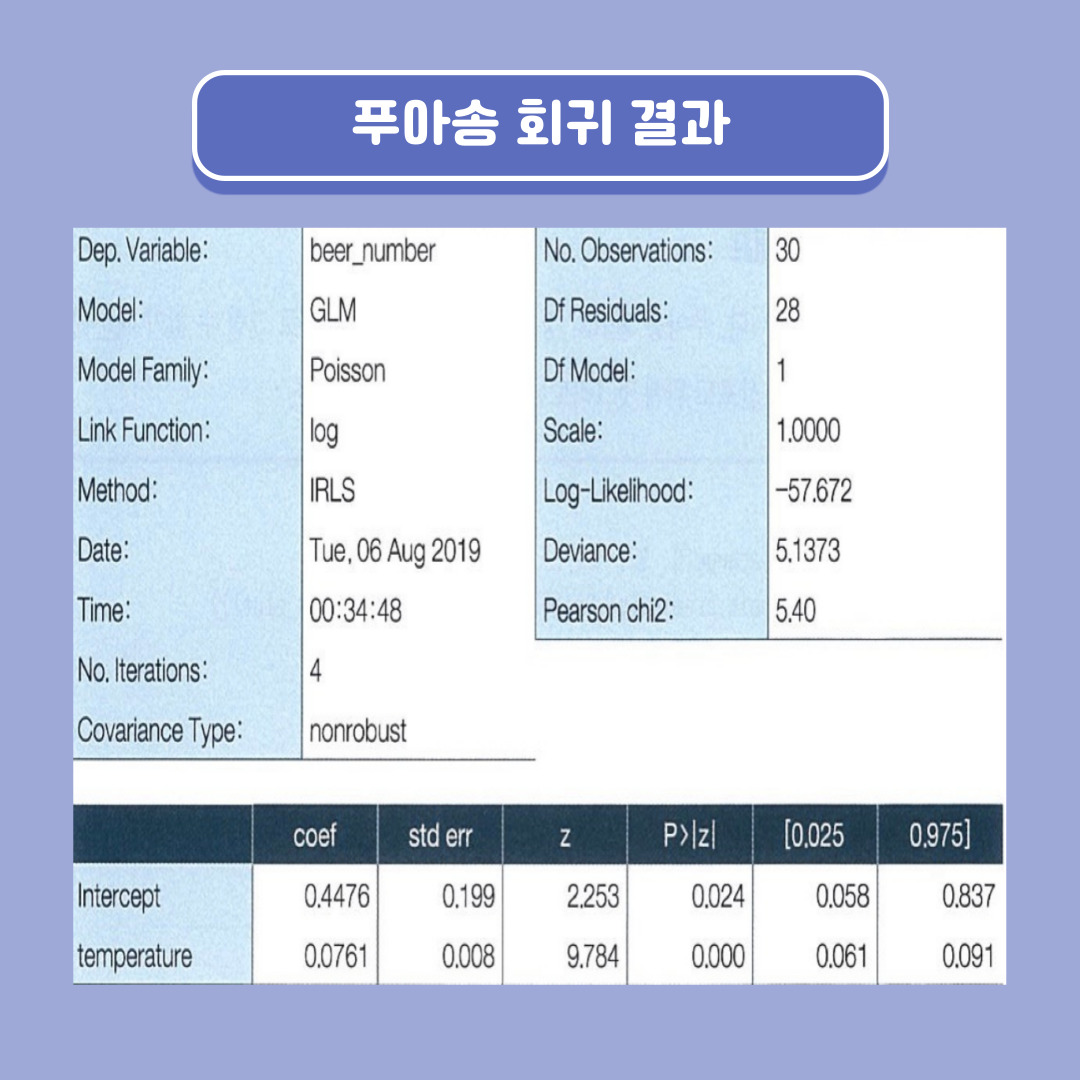 푸아송 회귀 결과
Dep. Variable: beer_number No. Observations: 30
Model: GLM Df Residuals: 28
Model Family: Poisson Df Model: 1
Link Function: log Scale: 1.0000
Method: IRLS Log-Likelihood: -57.672
Date: Tue, 06 Aug 2019 Deviance: 5.1373
Time: 00:34:48 Pearson chi2: 5.40
No. Iterations: 4
Covariance Type: nonrobust
coef std err z P>|z| [0.025 0.975]
Intercept 0.4476 0.199 2.253 0.024 0.058 0.837
temperature 0.0761 0.008 9.784 0.000 0.061 0.091